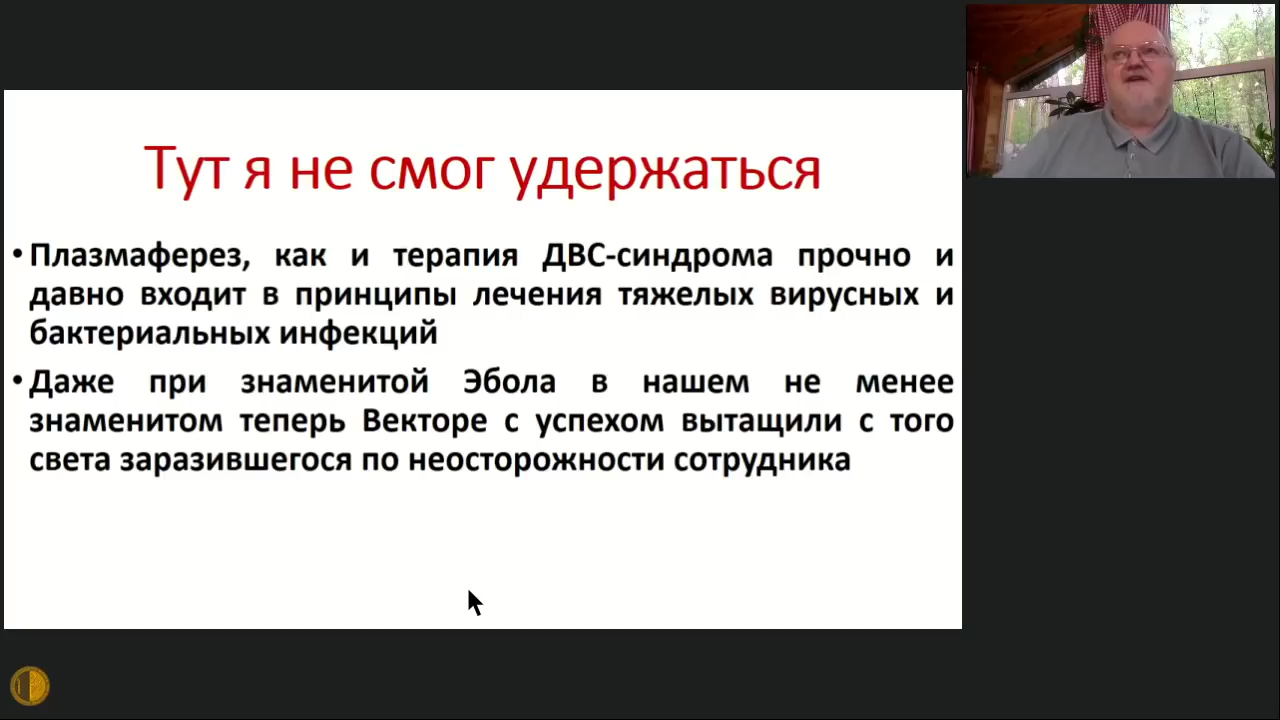 Тут я не смог удержаться
• Плазмаферез, как и терапия ДВС-синдрома прочно и
давно входит в принципы лечения тяжелых вирусных и
бактериальных инфекций
• Даже при знаменитой Эбола в нашем не менее
знаменитом теперь Векторе с успехом вытащили с того
света заразившегося по неосторожности сотрудника